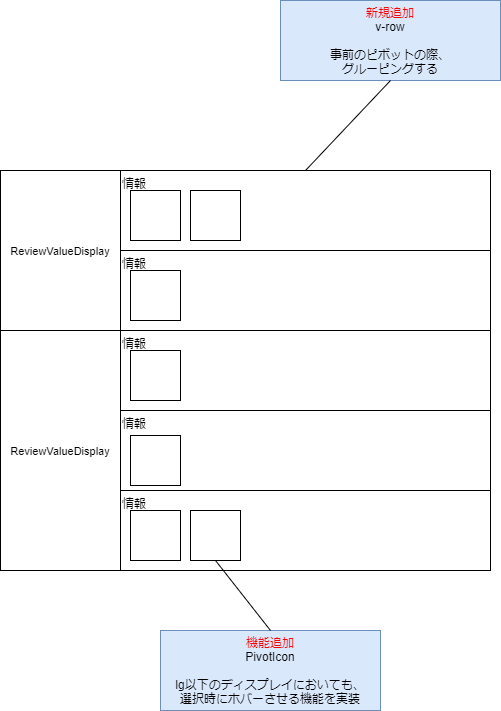 新規追加
v-row
事前のピボットの際、
グルーピングする
情報
ReviewValueDisplay
情報
情報
情報
ReviewValueDisplay
情報
機能追加
PivotIcon
lg以下のディスプレイにおいても、
選択時にホバーさせる機能を実装